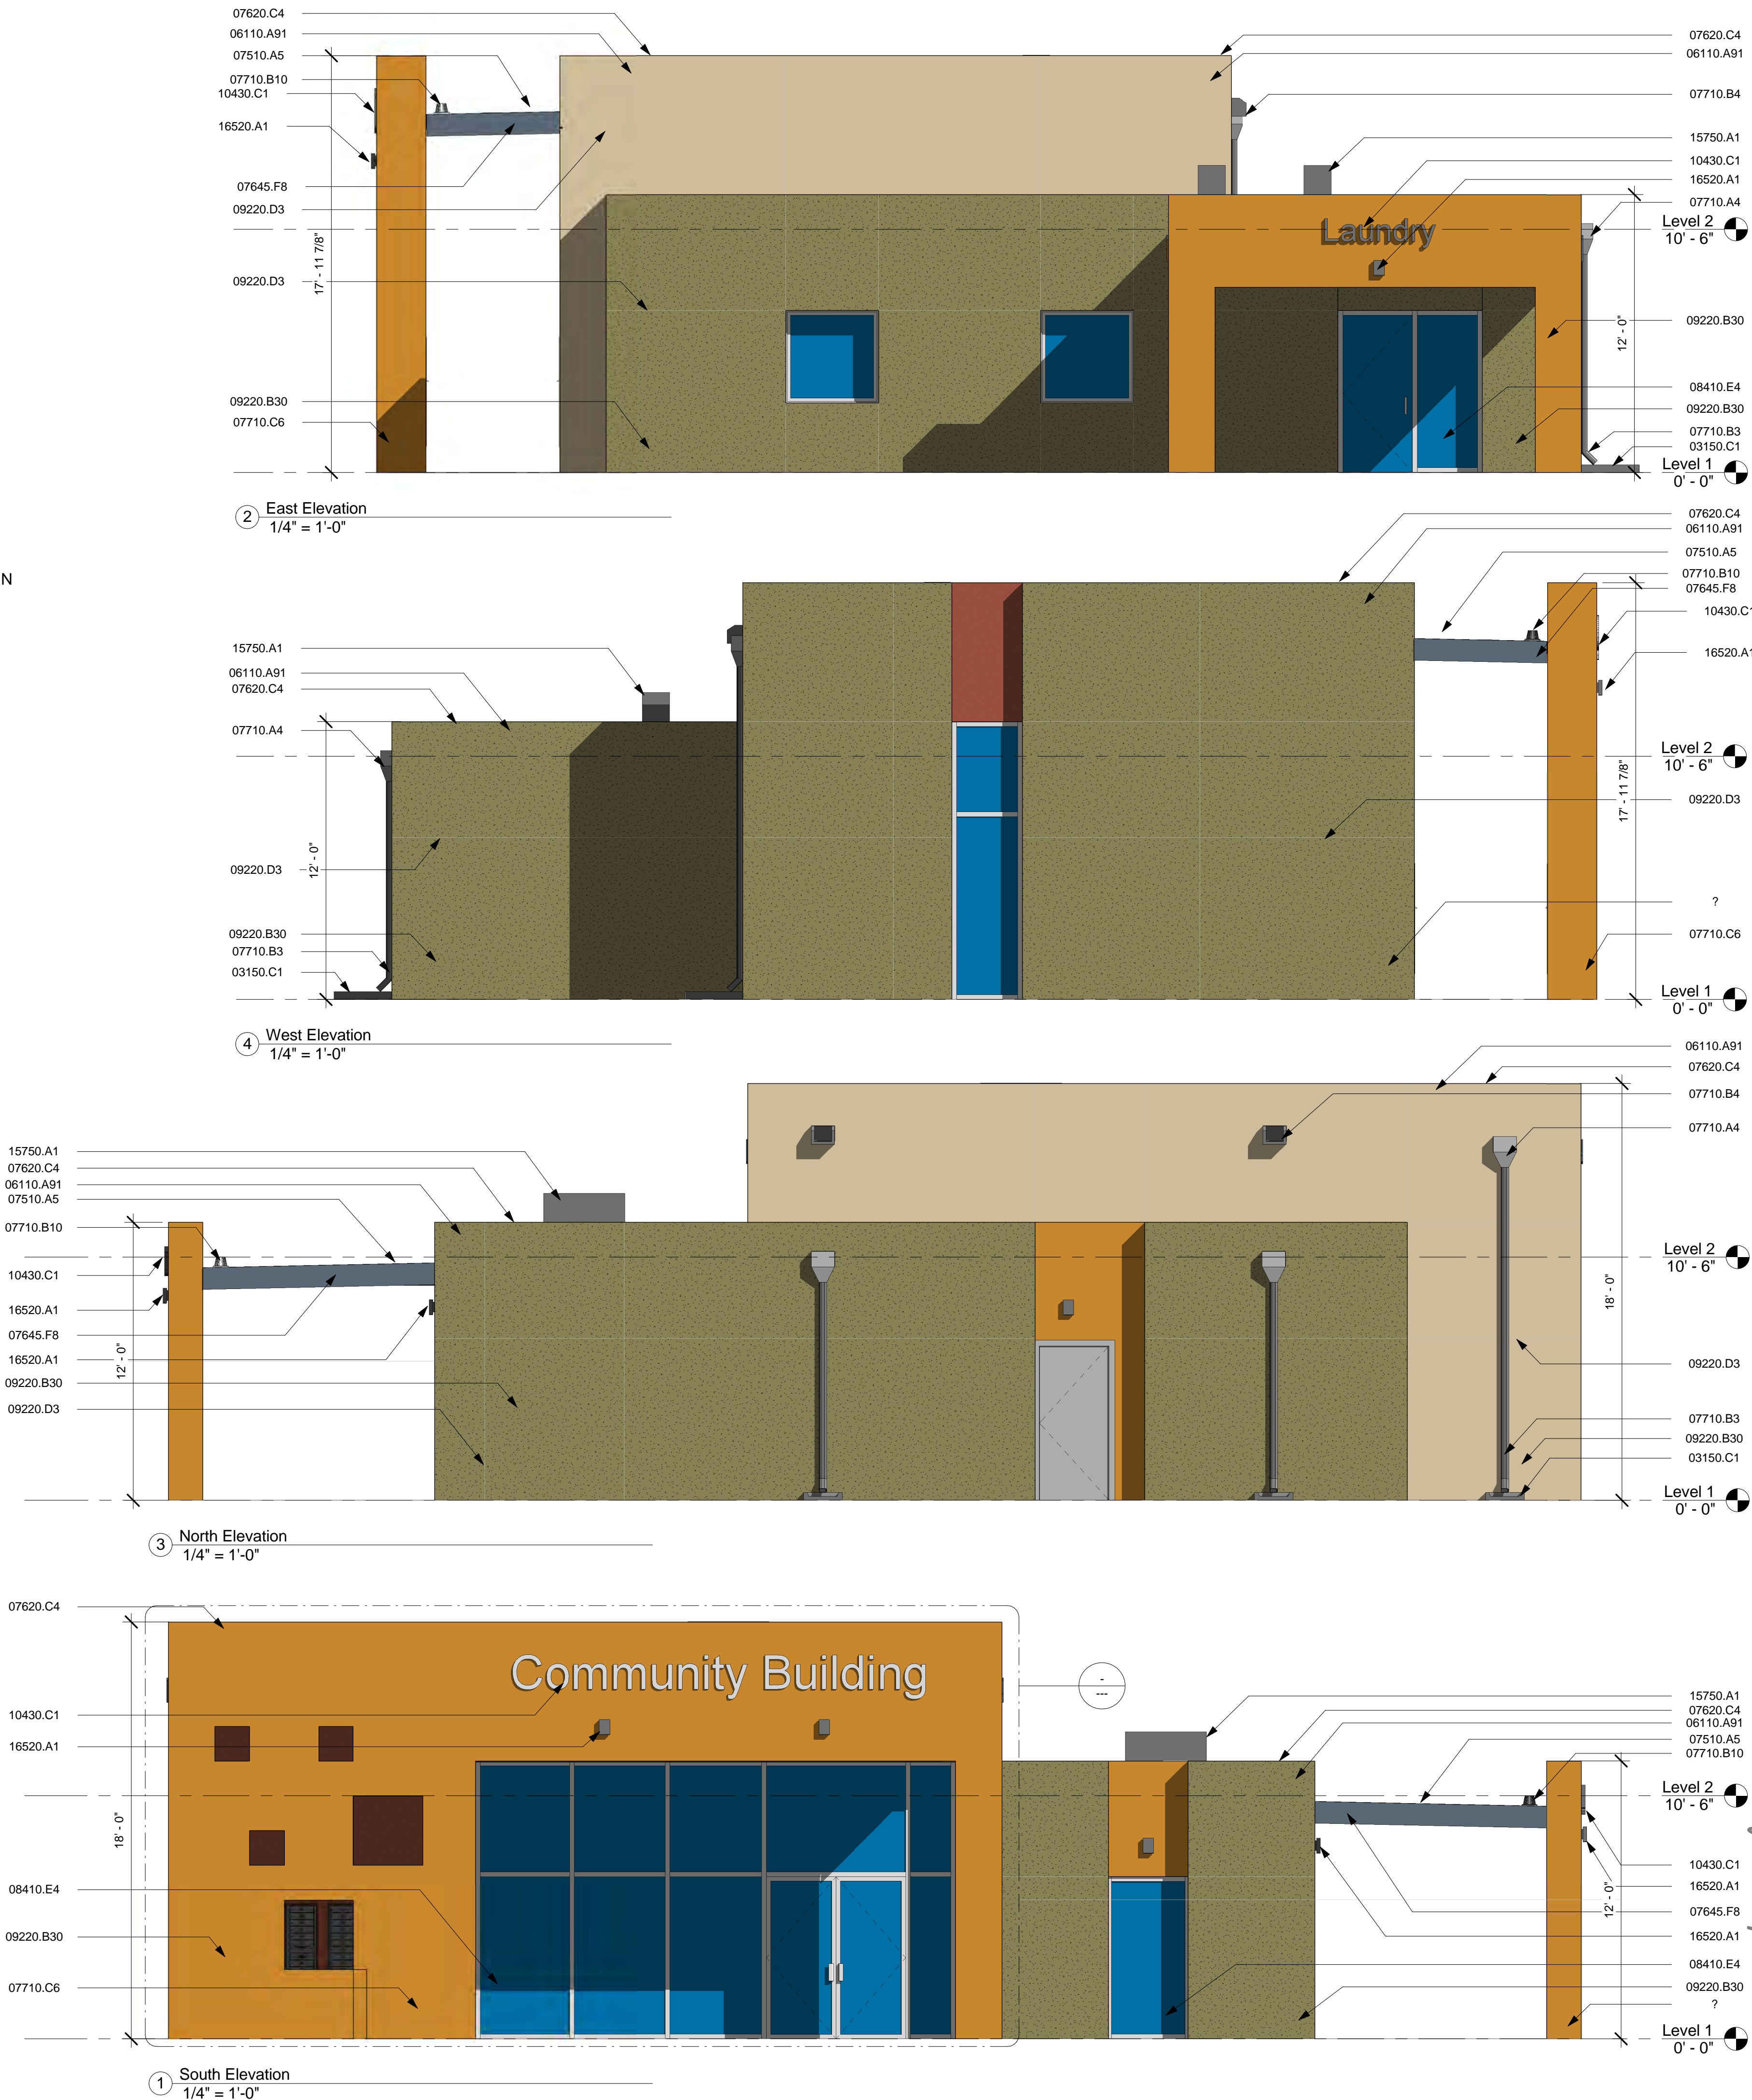 07620.C4
06110.A91
07510.A5
07710.B10
10430.C1
16520.A1
07645.F8
09220.D3
17' - 11 7/8"
09220.D3
09220.B30
07710.C6
Laundry
07620.C4
06110.A91
07710.B4
15750.A1
10430.C1
16520.A1
07710.A4
Level 2
10' - 6"
09220.B30
12' - 0"
08410.E4
09220.B30
07710.B3
03150.C1
Level 1
0' - 0"
2
East Elevation
1/4" = 1'-0"
N
15750.A1
06110.A91
07620.C4
07710.A4
09220.D3
12' - 0"
09220.B30
07710.B3
03150.C1
07620.C4
06110.A91
07510.A5
07710.B10
07645.F8
10430.C1
16520.A1
Level 2
10' - 6"
17' - 11 7/8"
09220.D3
?
07710.C6
Level 1
0' - 0"
4
West Elevation
1/4" = 1'-0"
15750.A1
07620.C4
06110.A91
07510.A5
07710.B10
10430.C1
16520.A1
07645.F8
16520.A1
12' - 0"
09220.B30
09220.D3
06110.A91
07620.C4
07710.B4
07710.A4
Level 2
10' - 6"
18' - 0"
09220.D3
07710.B3
09220.B30
03150.C1
Level 1
0' - 0"
3
North Elevation
1/4" = 1'-0"
07620.C4
10430.C1
16520.A1
18' - 0"
08410.E4
09220.B30
07710.C6
Community Building
-
---
15750.A1
07620.C4
06110.A91
07510.A5
07710.B10
Level 2
10' - 6"
10430.C1
16520.A1
12' - 0"
07645.F8
16520.A1
08410.E4
09220.B30
?
Level 1
0' - 0"
1
South Elevation
1/4" = 1'-0"